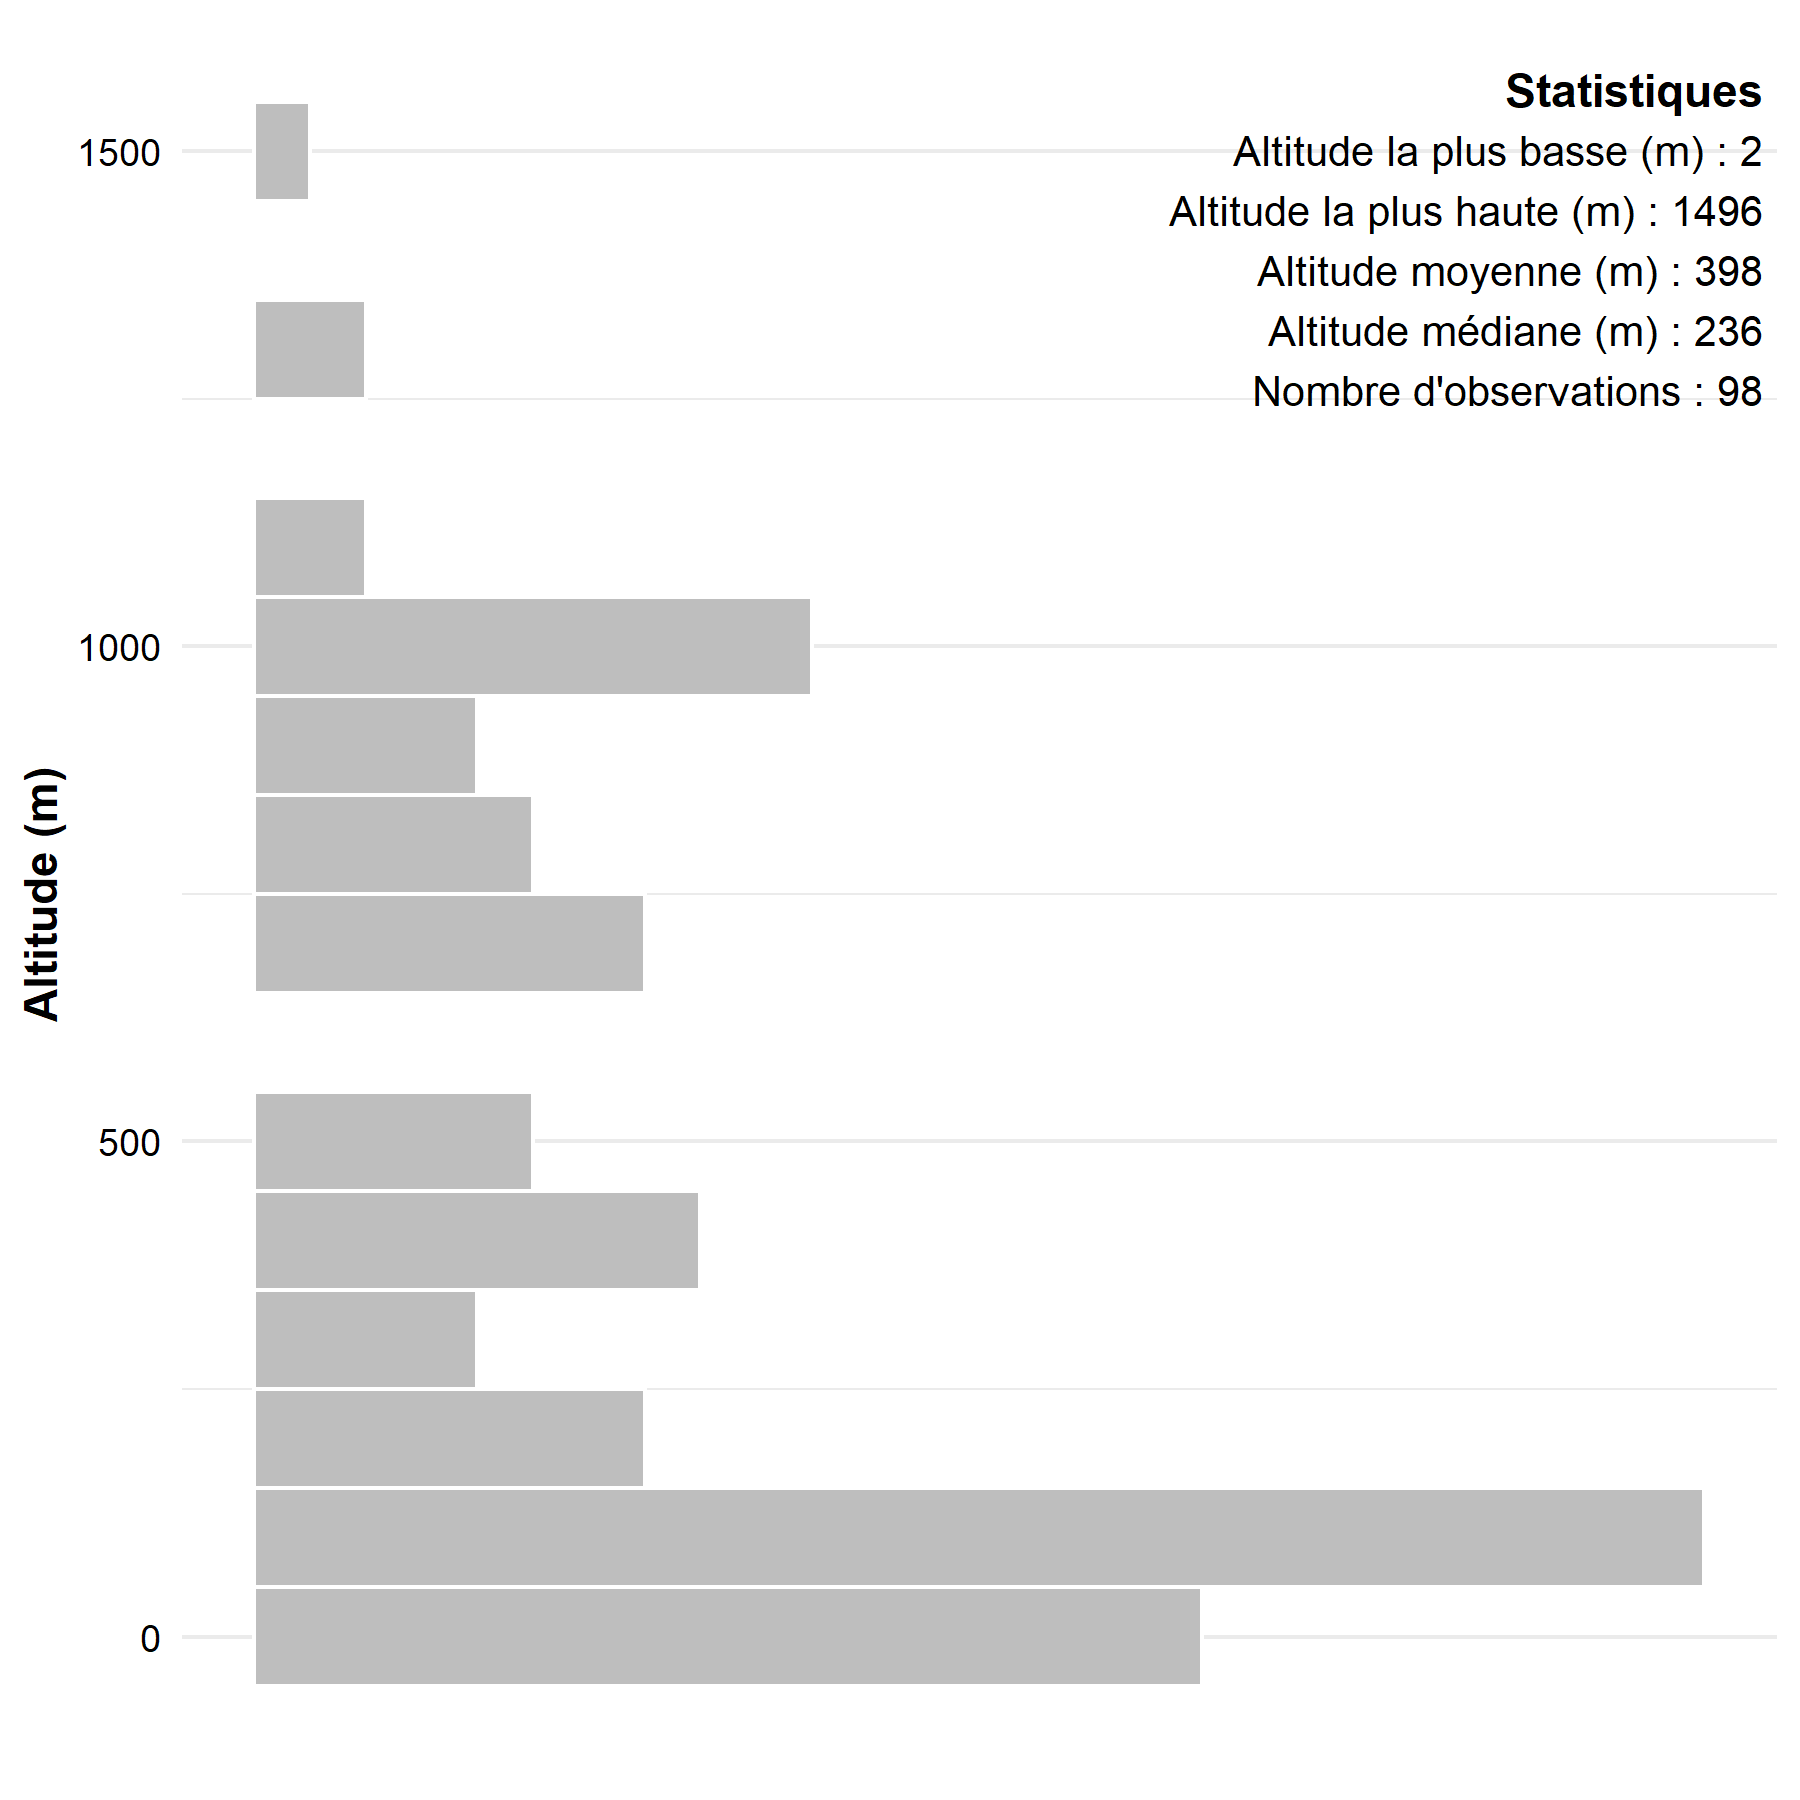 Statistiques
Altitude la plus basse (m) : 2
Altitude la plus haute (m) : 1496
Altitude moyenne (m) : 398
Altitude médiane (m) : 236
Nombre d'observations : 98
1500
1000
500
0
Altitude (m)